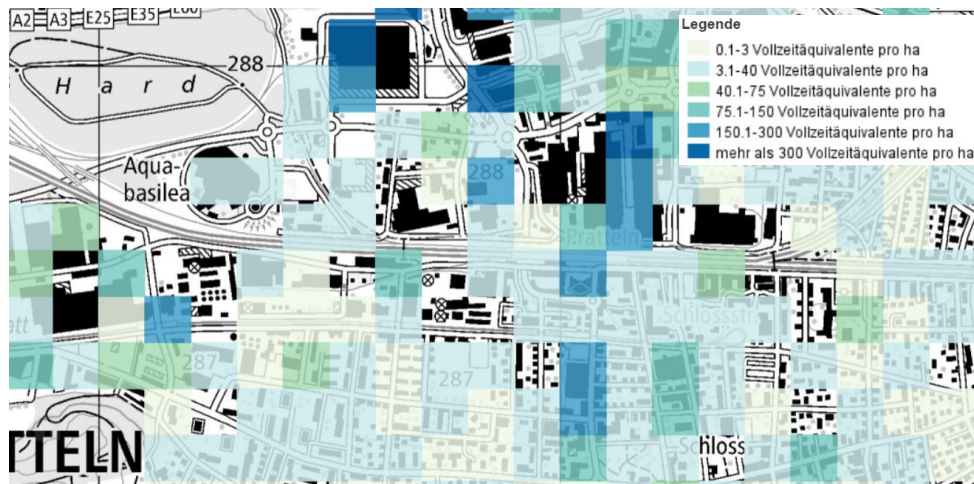 A2 A3 E25 E35 E60
288
Hard
Aqua-
basilea
288
Schlossstr
287
287
TTELN
Schloss
Legende
0.1-3 Vollzeitäquivalente pro ha
3.1-40 Vollzeitäquivalente pro ha
40.1-75 Vollzeitäquivalente pro ha
75.1-150 Vollzeitäquivalente pro ha
150.1-300 Vollzeitäquivalente pro ha
mehr als 300 Vollzeitäquivalente pro ha